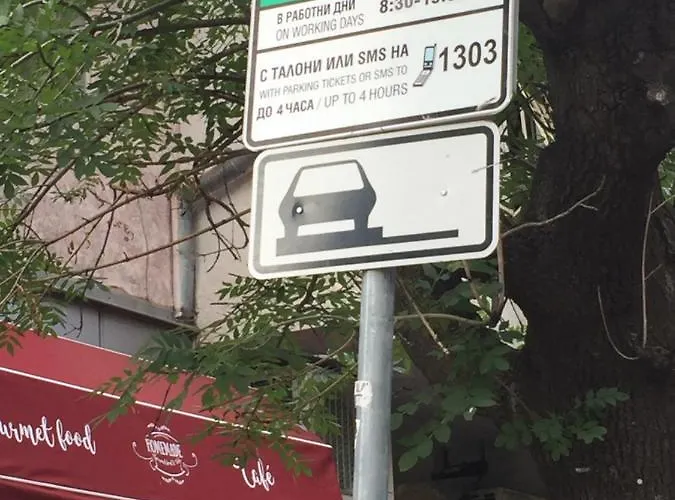 В РАБОТНИ ДНИ
ON WORKING DAYS
С ТАЛОНИ ИЛИ SMS НА
WITH PARKING TICKETS OR SMS TO
1303
ДО 4 ЧАСА / UP TO 4 HOURS
food
HOMEMADE
Café